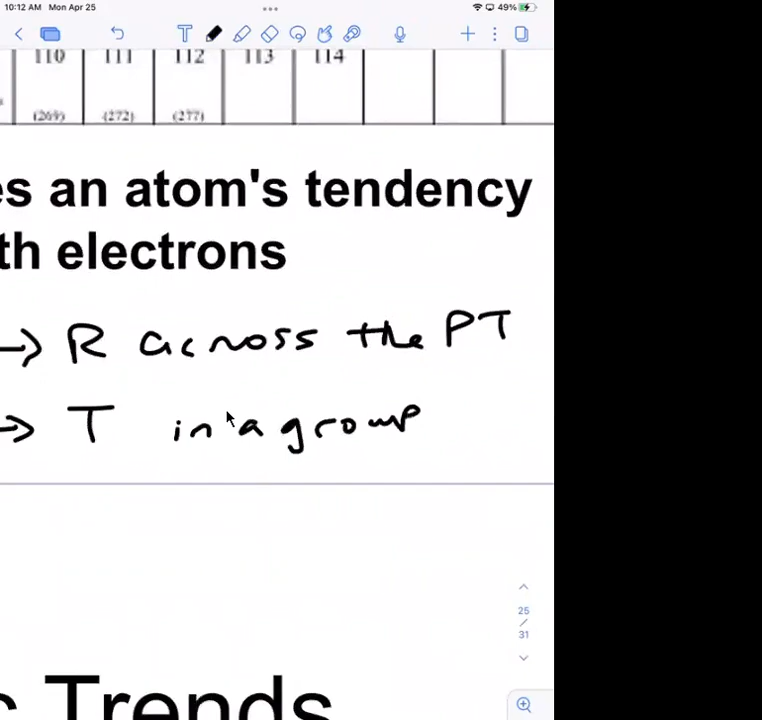 10:12 AM Mon Apr 25
49%
110 111 112 113 114
(269) (272) (277)
es an atom's tendency
th electrons
→ R across the PT
→ T in a group
25
/
31
c Trends